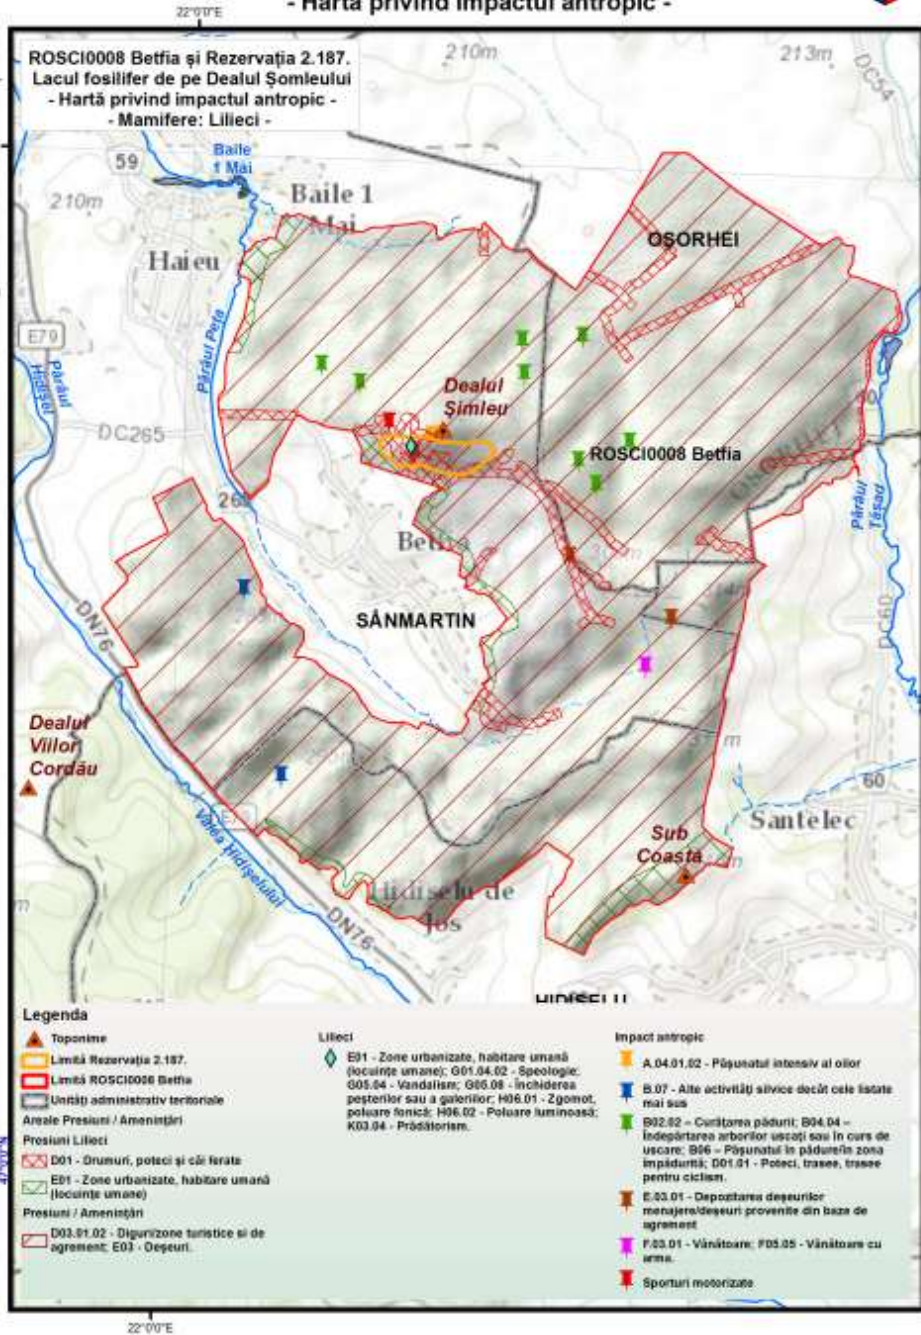 - Hartă privind impactul antropic -
22°0'0"E
ROSCI0008 Betfia și Rezervația 2.187.
Lacul fosilifer de pe Dealul Șomleului
- Hartă privind impactul antropic -
- Mamifere: Lilieci -
210m
213m
DC54
59
Baile
1 Mai
210m
Baile 1
Mai
Haieu
OȘORHEI
E79
Pârâul Peța
Pârâul
Hidișel
Dealul
Șimleu
DC265
ROSCI0008 Betfia
OSORHEI
Pârâul
Tășad
Betfia
SÂNMARTIN
DN76
DC60
Dealul
Viilor
Cordău
60
Santelec
Sub
Coastă
Valea Hidișelului
Hidiselu de
Jos
DN76
HIDIȘELU
Legenda
Toponime
Limită Rezervația 2.187.
Limită ROSCI0008 Betfia
Unități administrativ teritoriale
Areale Presiuni / Amenințări
Presiuni Lilieci
D01 - Drumuri, poteci și căi ferate
E01 - Zone urbanizate, habitare umană
(locuințe umane)
Presiuni / Amenințări
D03.01.02 - Diguri/zone turistice si de
agrement; E03 - Deșeuri.
Lilieci
E01 - Zone urbanizate, habitare umană
(locuințe umane); G01.04.02 - Speologie;
G05.04 - Vandalism; G05.08 - Închiderea
peșterilor sau a galeriilor; H06.01 - Zgomot,
poluare fonică; H06.02 - Poluare luminoasă;
K03.04 - Prădătorism.
Impact antropic
A.04.01.02 - Pășunatul intensiv al oilor
B.07 - Alte activități silvice decât cele listate
mai sus
B02.02 – Curățarea pădurii; B04.04 –
Îndepărtarea arborilor uscați sau în curs de
uscare; B06 – Pășunatul în pădure/în zona
împădurită; D01.01 - Poteci, trasee, trasee
pentru ciclism.
E.03.01 - Depozitarea deșeurilor
menajere/deșeuri provenite din baze de
agrement
F.03.01 - Vânătoare; F05.05 - Vânătoare cu
arma.
Sporturi motorizate
47°0'0"N
22°0'0"E